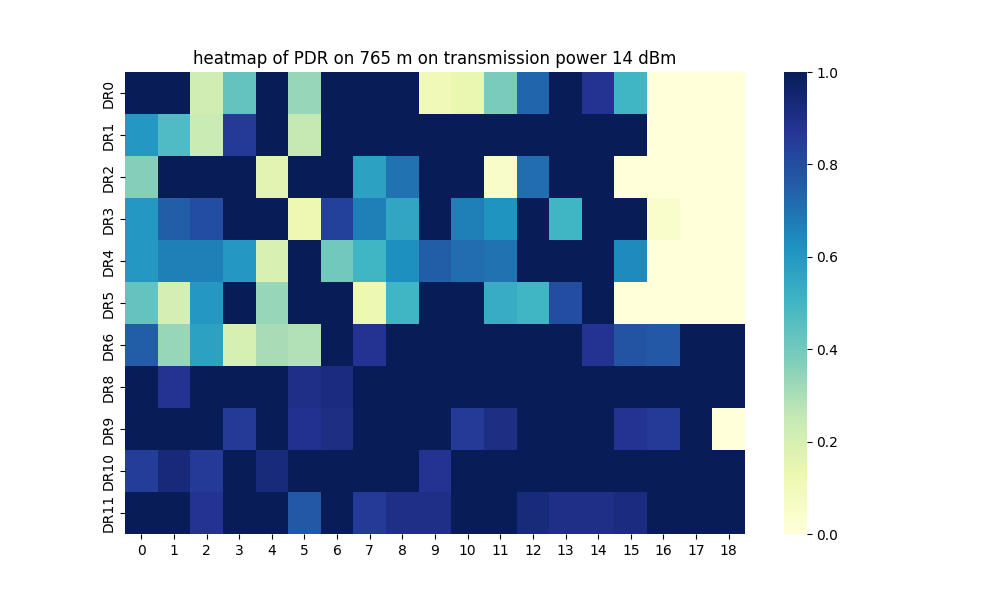 heatmap of PDR on 765 m on transmission power 14 dBm
DR0
DR1
DR2
DR3
DR4
DR5
DR6
DR8
DR9
DR10
DR11
0 1 2 3 4 5 6 7 8 9 10 11 12 13 14 15 16 17 18
1.0
0.8
0.6
0.4
0.2
0.0